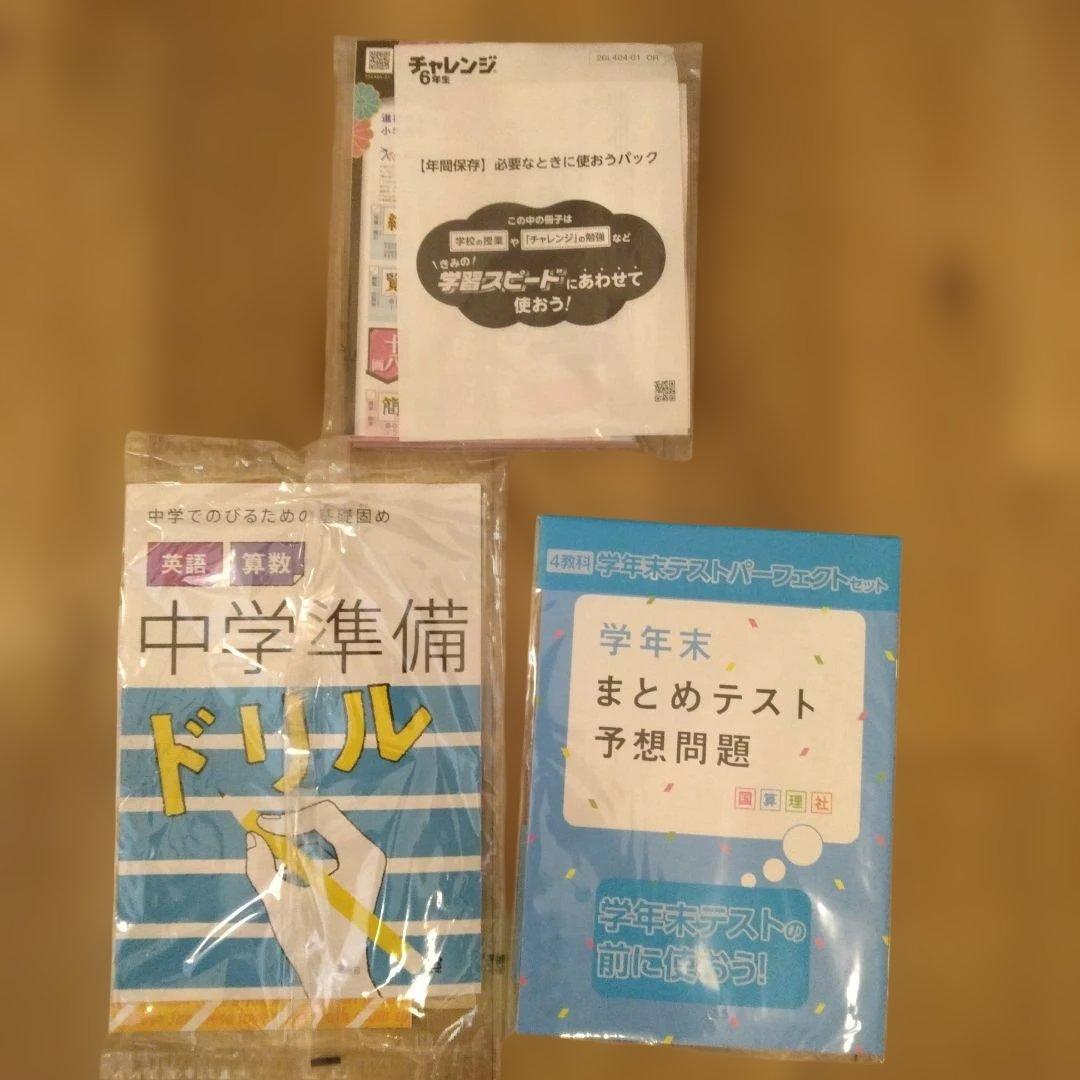 チャレンジ
6年生
26L404-01 OR
【年間保存】必要なときに使おうパック
この中の冊子は
学校の授業 や 「チャレンジ」の勉強 など
\きみの/
学習スピードにあわせて
使おう!
中学でのびるための基礎固め
英語 算数
中学準備
ドリル
4教科 学年末テストパーフェクトセット
学年末
まとめテスト
予想問題
国 算 理 社
学年末テストの
前に使おう!